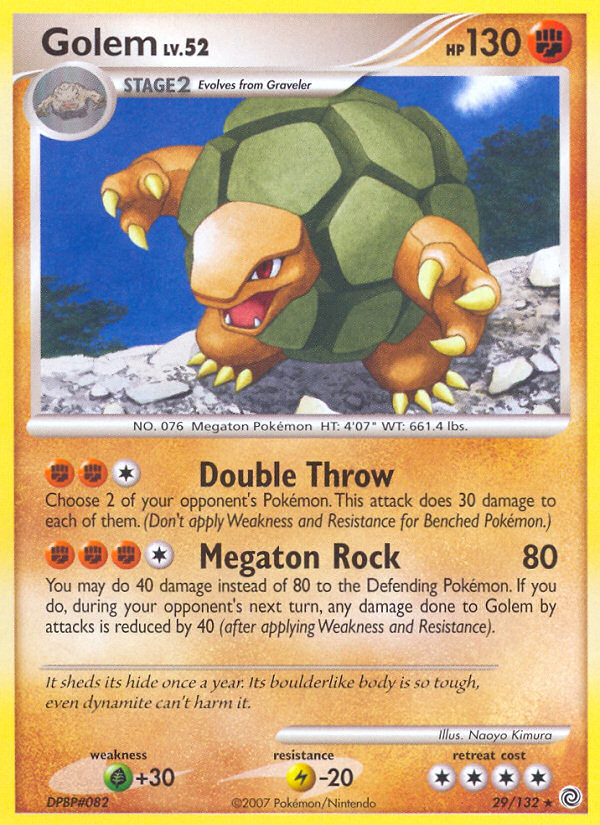 Golem LV.52
HP 130
STAGE2 Evolves from Graveler
NO. 076 Megaton Pokémon HT: 4'07" WT: 661.4 lbs.
Double Throw
Choose 2 of your opponent's Pokémon. This attack does 30 damage to
each of them. (Don't apply Weakness and Resistance for Benched Pokémon.)
Megaton Rock 80
You may do 40 damage instead of 80 to the Defending Pokémon. If you
do, during your opponent's next turn, any damage done to Golem by
attacks is reduced by 40 (after applying Weakness and Resistance).
It sheds its hide once a year. Its boulderlike body is so tough,
even dynamite can't harm it.
Illus. Naoyo Kimura
weakness resistance retreat cost
+30 -20
DPBP#082 ©2007 Pokémon/Nintendo 29/132 ★